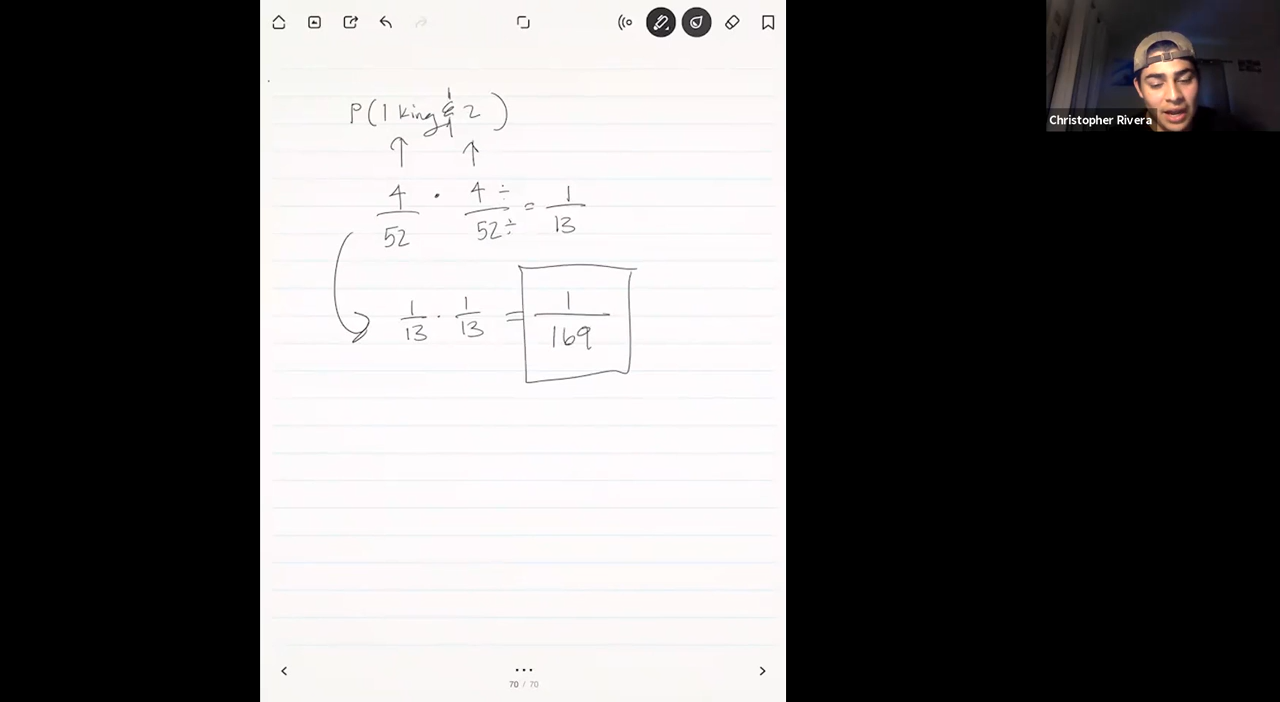 P(1 king & 2)
4/52 · 4÷/52÷ = 1/13
1/13 · 1/13 = 1/169
Christopher Rivera
70 / 70